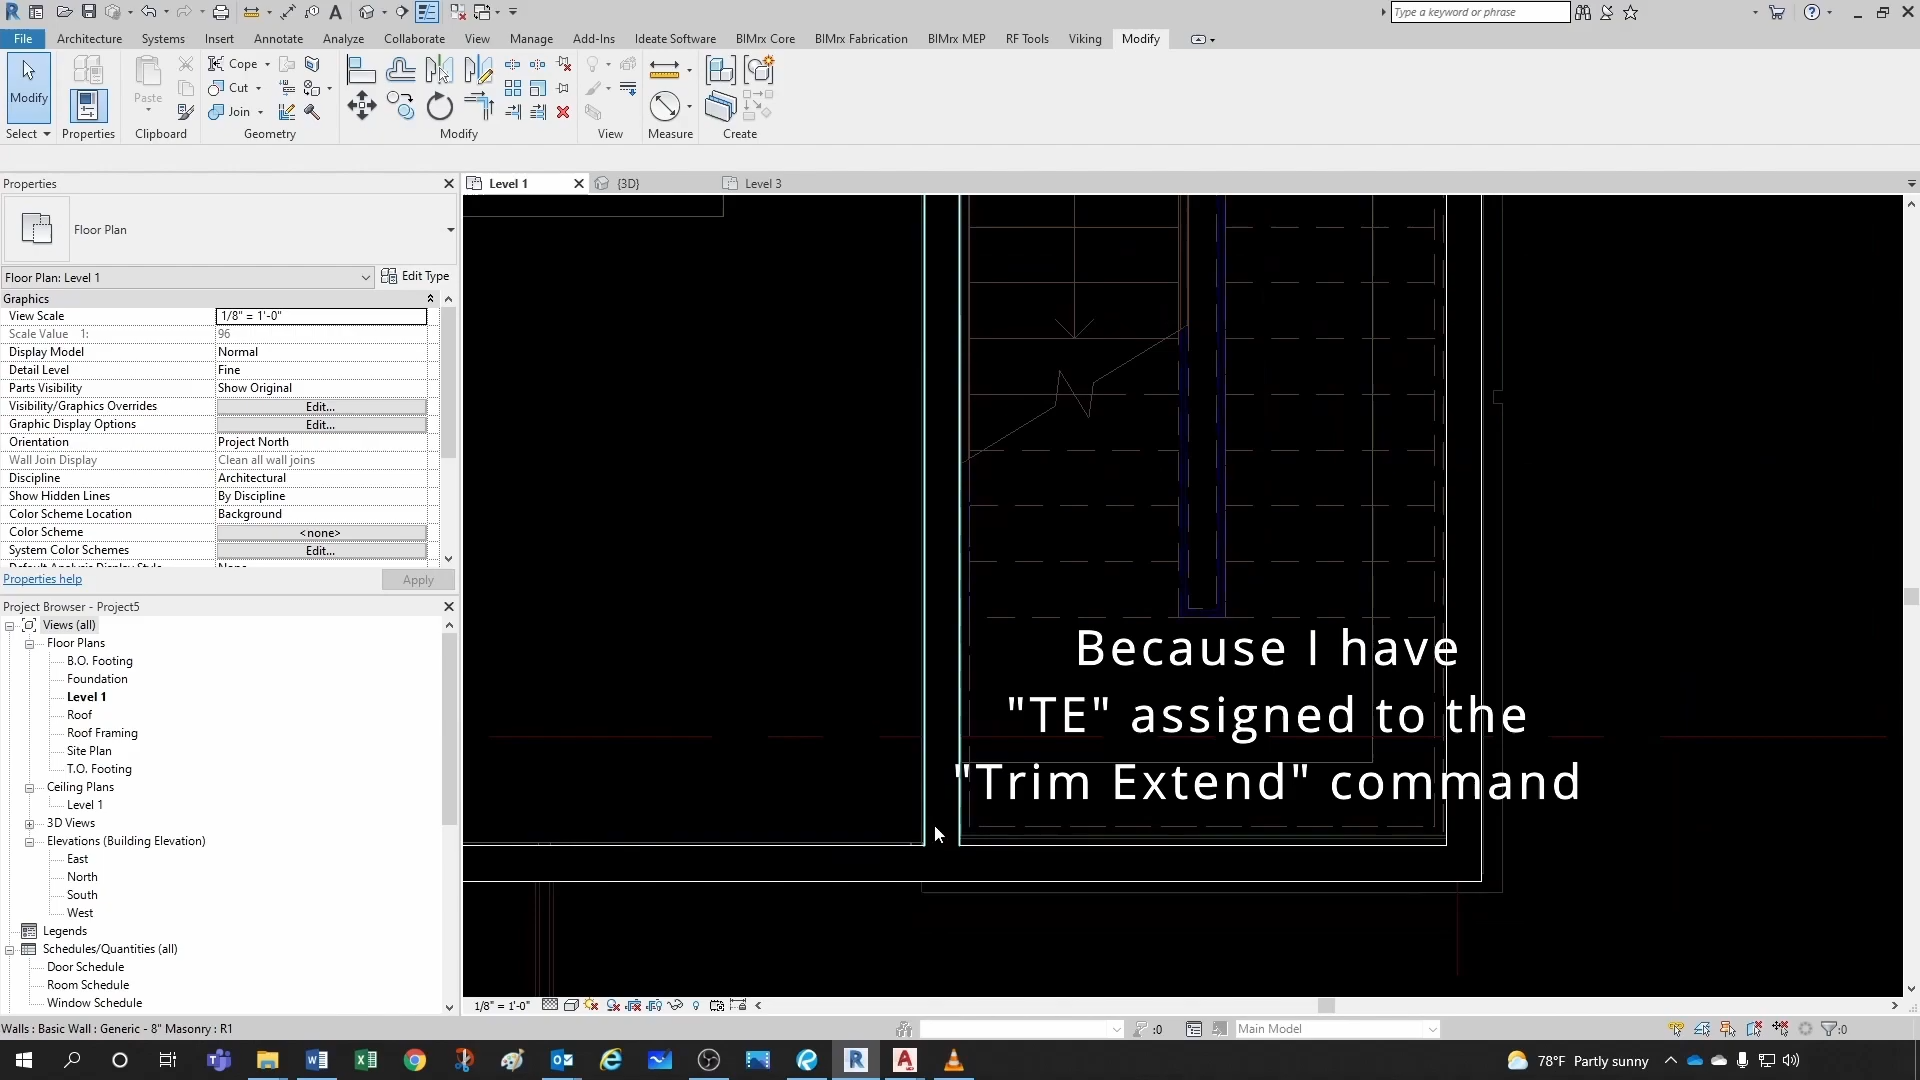 Type a keyword or phrase
File
Architecture
Systems
Insert
Annotate
Analyze
Collaborate
View
Manage
Add-Ins
Ideate Software
BIMrx Core
BIMrx Fabrication
BIMrx MEP
RF Tools
Viking
Modify
Modify
Paste
Cope
Cut
Join
Select
Properties
Clipboard
Geometry
Modify
View
Measure
Create
Properties
Level 1
{3D}
Level 3
Floor Plan
Floor Plan: Level 1
Edit Type
Graphics
View Scale 1/8" = 1'-0"
Scale Value 1: 96
Display Model Normal
Detail Level Fine
Parts Visibility Show Original
Visibility/Graphics Overrides Edit...
Graphic Display Options Edit...
Orientation Project North
Wall Join Display Clean all wall joins
Discipline Architectural
Show Hidden Lines By Discipline
Color Scheme Location Background
Color Scheme <none>
System Color Schemes Edit...
Properties help
Apply
Project Browser - Project5
Views (all)
Floor Plans
B.O. Footing
Foundation
Level 1
Roof
Roof Framing
Site Plan
T.O. Footing
Ceiling Plans
Level 1
3D Views
Elevations (Building Elevation)
East
North
South
West
Legends
Schedules/Quantities (all)
Door Schedule
Room Schedule
Window Schedule
Because I have
"TE" assigned to the
"Trim Extend" command
1/8" = 1'-0"
Walls : Basic Wall : Generic - 8" Masonry : R1
:0
Main Model
:0
78°F Partly sunny